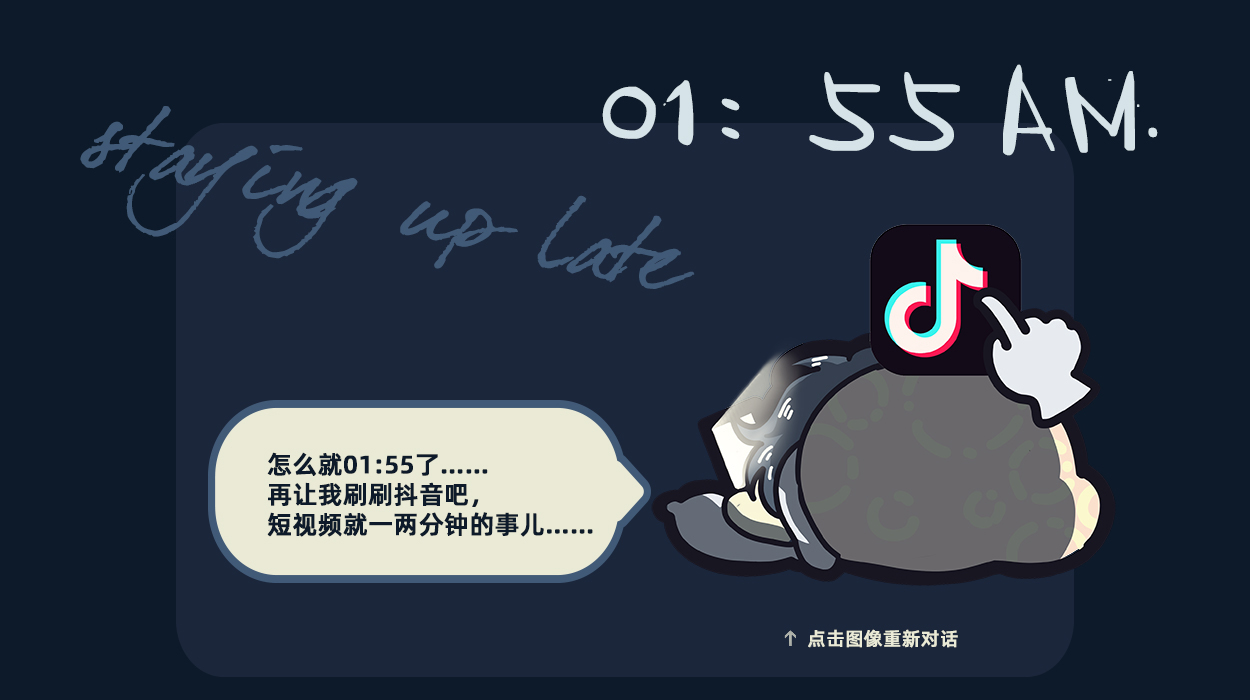 01: 55 AM.
staying up late
怎么就01:55了……
再让我刷刷抖音吧，
短视频就一两分钟的事儿……
↑ 点击图像重新对话